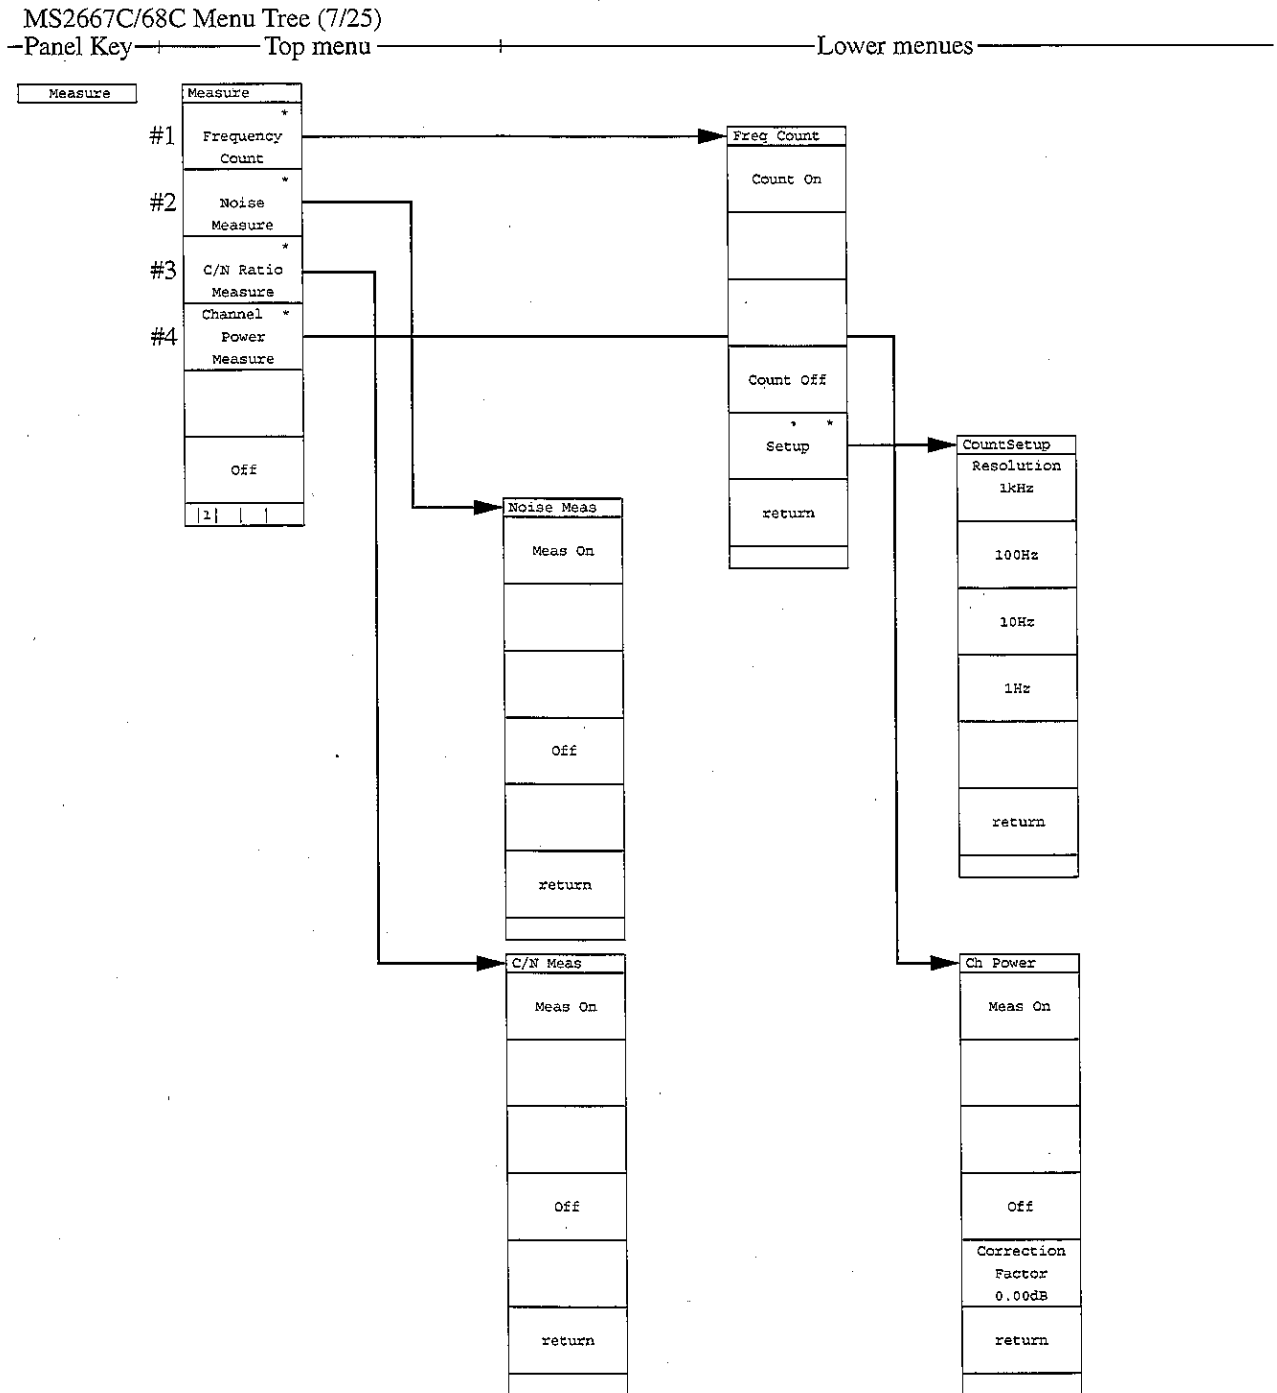 MS2667C/68C Menu Tree (7/25)
Panel Key Top menu Lower menues
Measure
Measure
#1
*
Frequency
Count
#2
*
Noise
Measure
#3
*
C/N Ratio
Measure
#4
Channel *
Power
Measure
Off
|1| | |
Freq Count
Count On
Count Off
*
Setup
return
CountSetup
Resolution
1kHz
100Hz
10Hz
1Hz
return
Noise Meas
Meas On
Off
return
C/N Meas
Meas On
Off
return
Ch Power
Meas On
Off
Correction
Factor
0.00dB
return